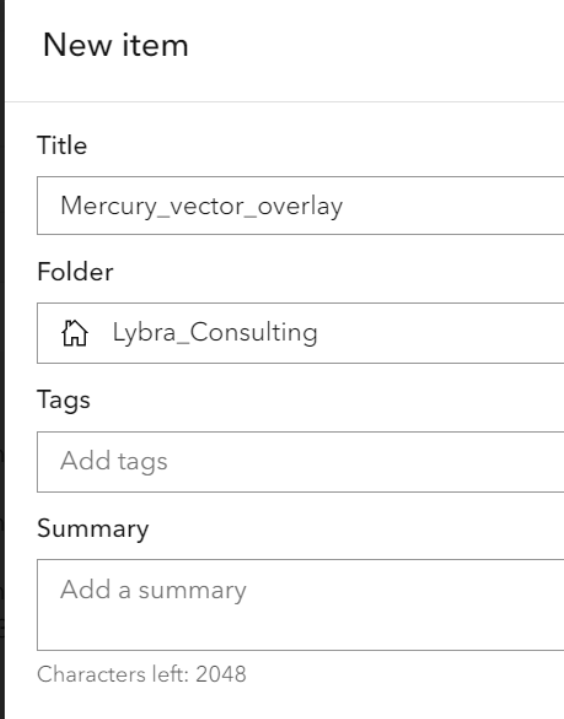 New item
Title
Mercury_vector_overlay
Folder
Lybra_Consulting
Tags
Add tags
Summary
Add a summary
Characters left: 2048